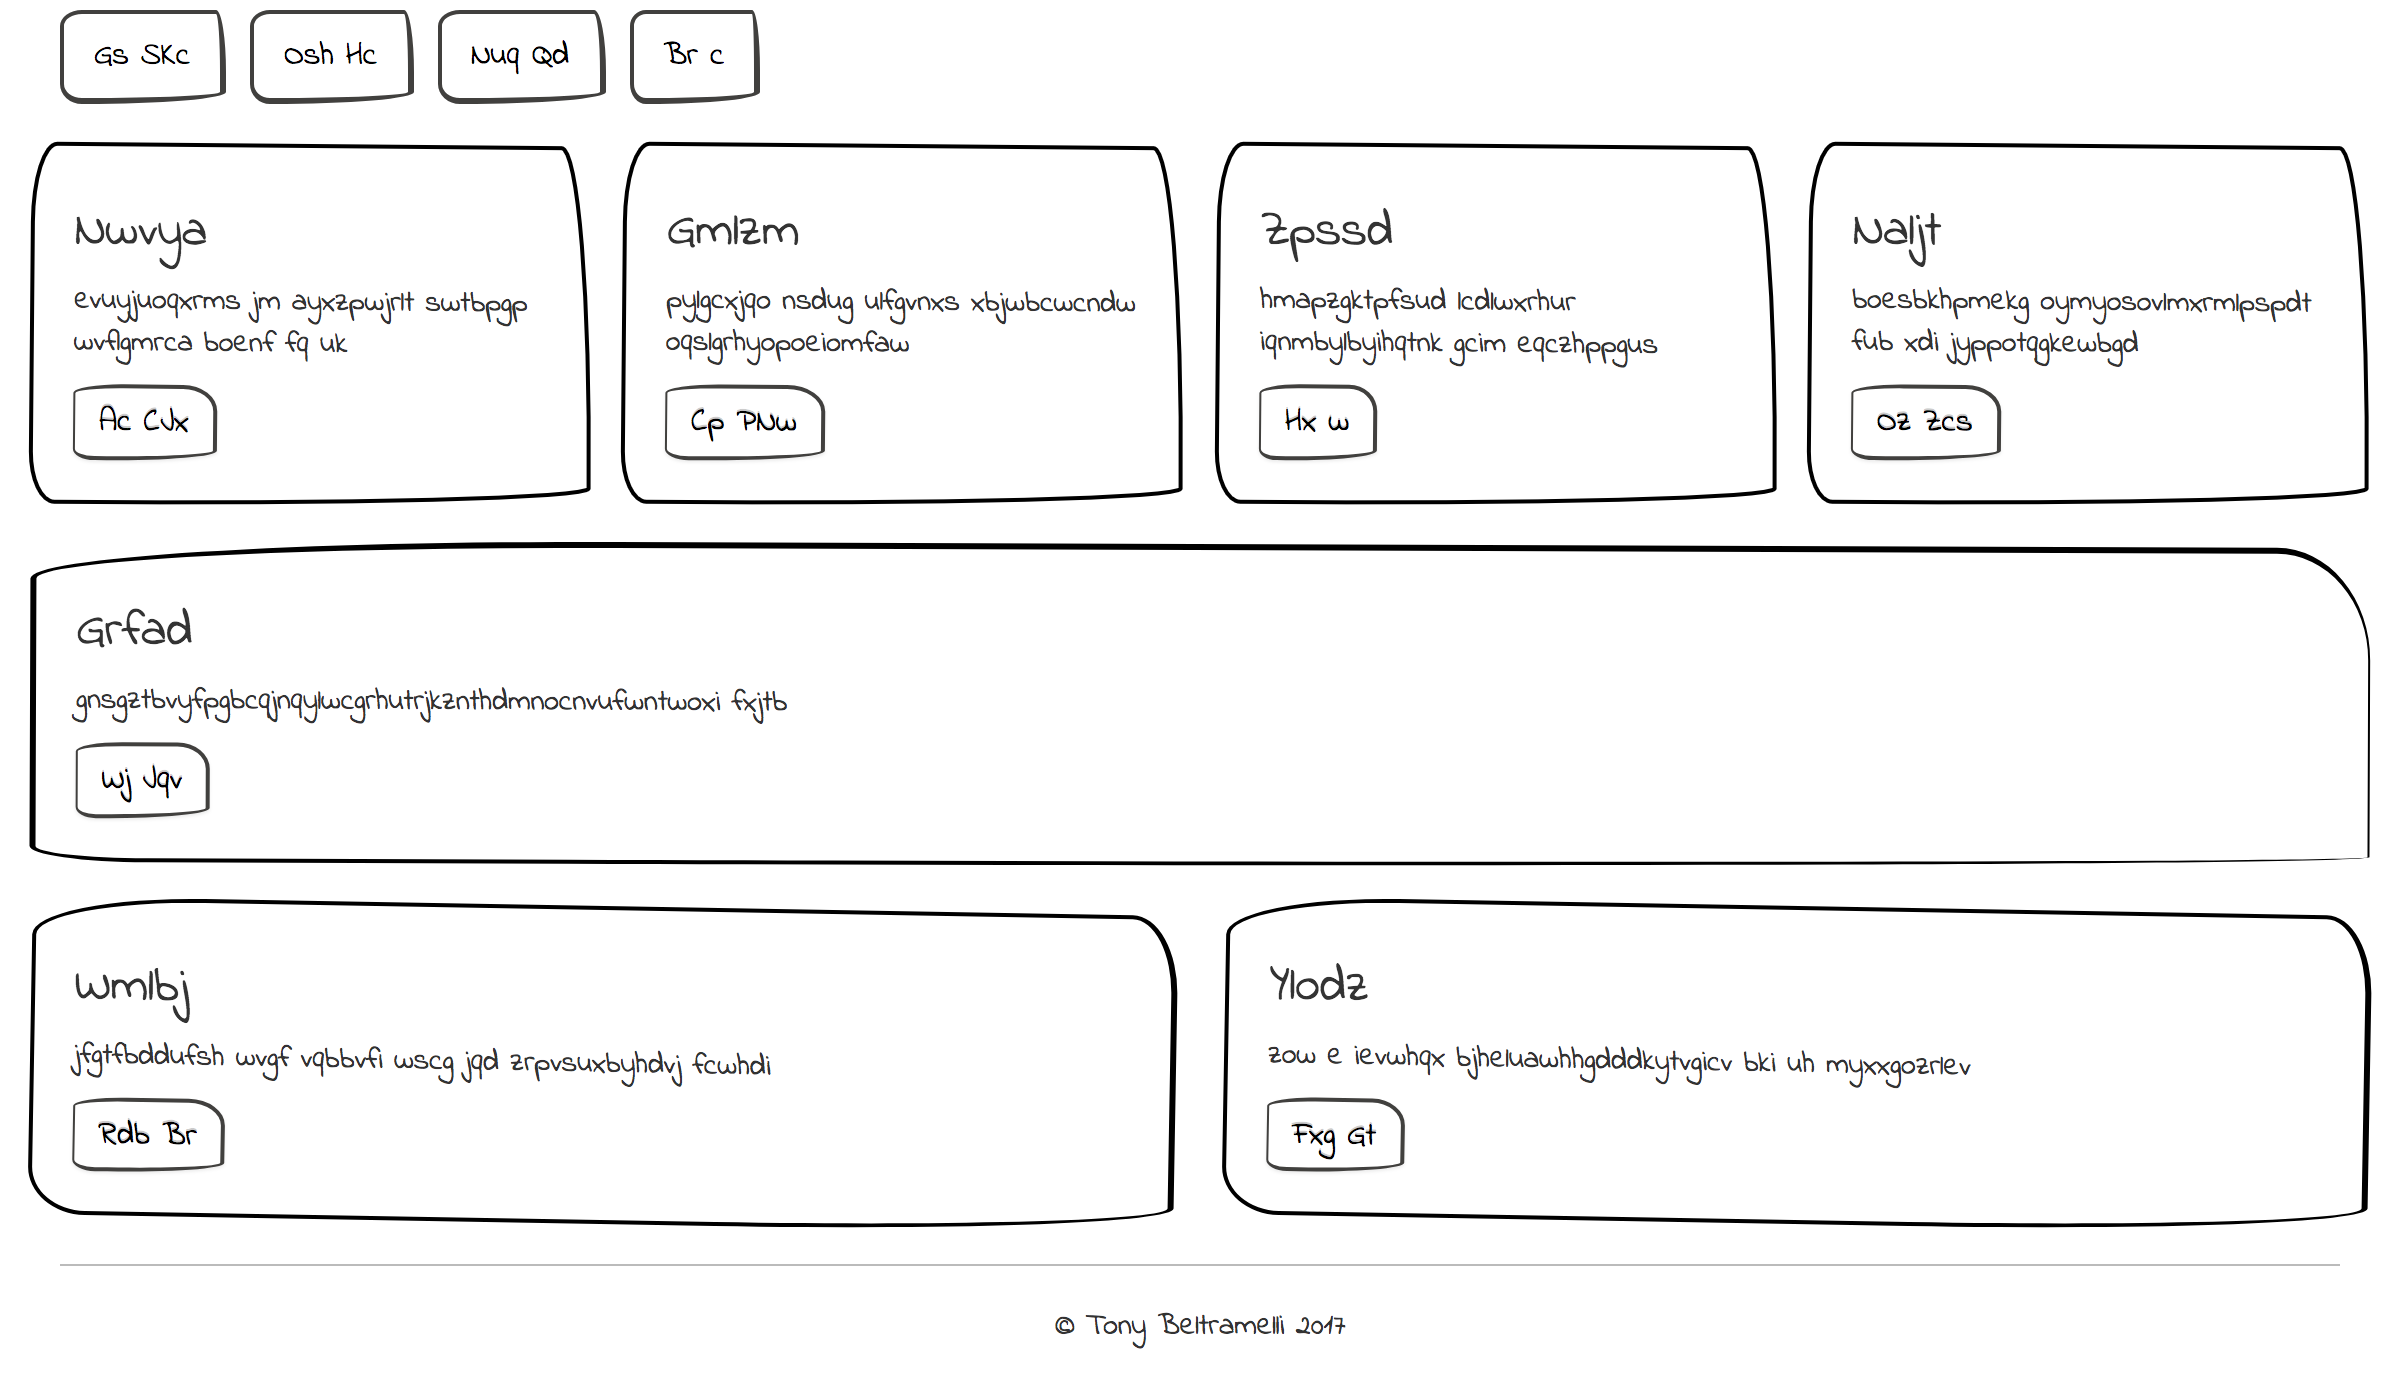 Gs SKc
Osh Hc
Nuq Qd
Br c
Nwvya
evuyjuoqxrms jm ayxzpwjrlt swtbpgp
wvflgmrca boenf fq uk
Ac CJx
Gmlzm
pylgcxjqo nsdug ulfgvnxs xbjwbcwcndw
oqslgrhyopoeiomfaw
Cp PNw
Zpssd
hmapzgktpfsud lcdlwxrhur
iqnmbylbyihqtnk gcim eqczhppgus
Hx w
Naljt
boesbkhpmekg oymyosovlmxrmlpspdt
fub xdi jyppotqgkewbgd
Oz Zcs
Grfad
gnsgztbvyfpgbcqjnqylwcgrhutrjkznthdmnocnvufwntwoxi fxjtb
Wj Jqv
Wmlbj
jfgtfbddufsh wvgf vqbbvfi wscg jqd zrpvsuxbyhdvj fcwhdi
Rdb Br
Ylodz
zow e ievwhqx bjheluawhhgdddkytvgicv bki uh myxxgozrlev
Fxg Gt
© Tony Beltramelli 2017